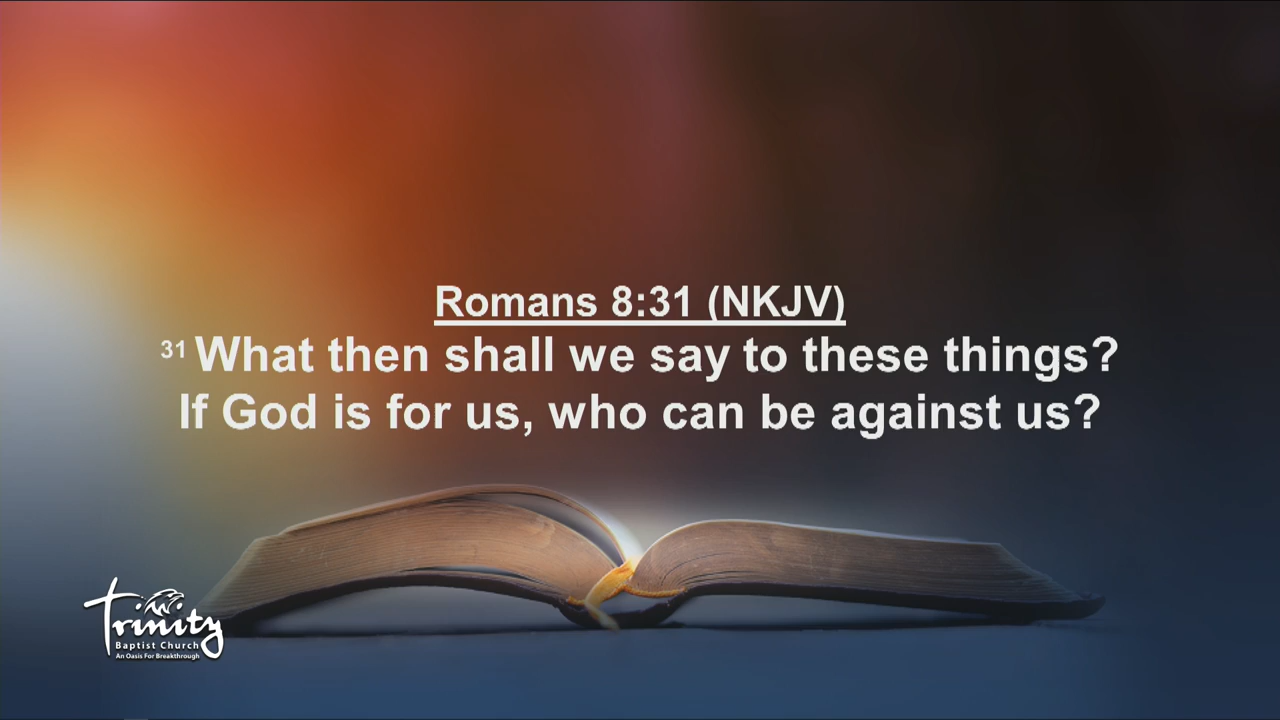 Romans 8:31 (NKJV)
31 What then shall we say to these things?
If God is for us, who can be against us?
Trinity
Baptist Church
An Oasis For Breakthrough